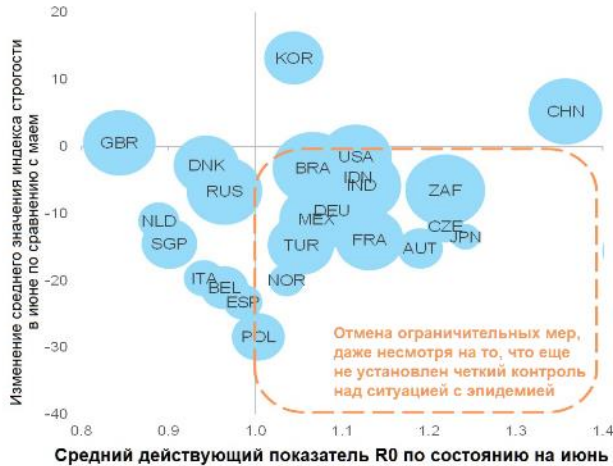 Изменение среднего значения индекса строгости
в июне по сравнению с маем
20
10
0
-10
-20
-30
-40
KOR
CHN
GBR
DNK
RUS
BRA
USA
IDN
IND
ZAF
NLD
SGP
DEU
MEX
TUR
FRA
CZE
JPN
AUT
ITA
BEL
ESP
NOR
POL
Отмена ограничительных мер,
даже несмотря на то, что еще
не установлен четкий контроль
над ситуацией с эпидемией
0.8
0.9
1.0
1.1
1.2
1.3
1.4
Средний действующий показатель R0 по состоянию на июнь